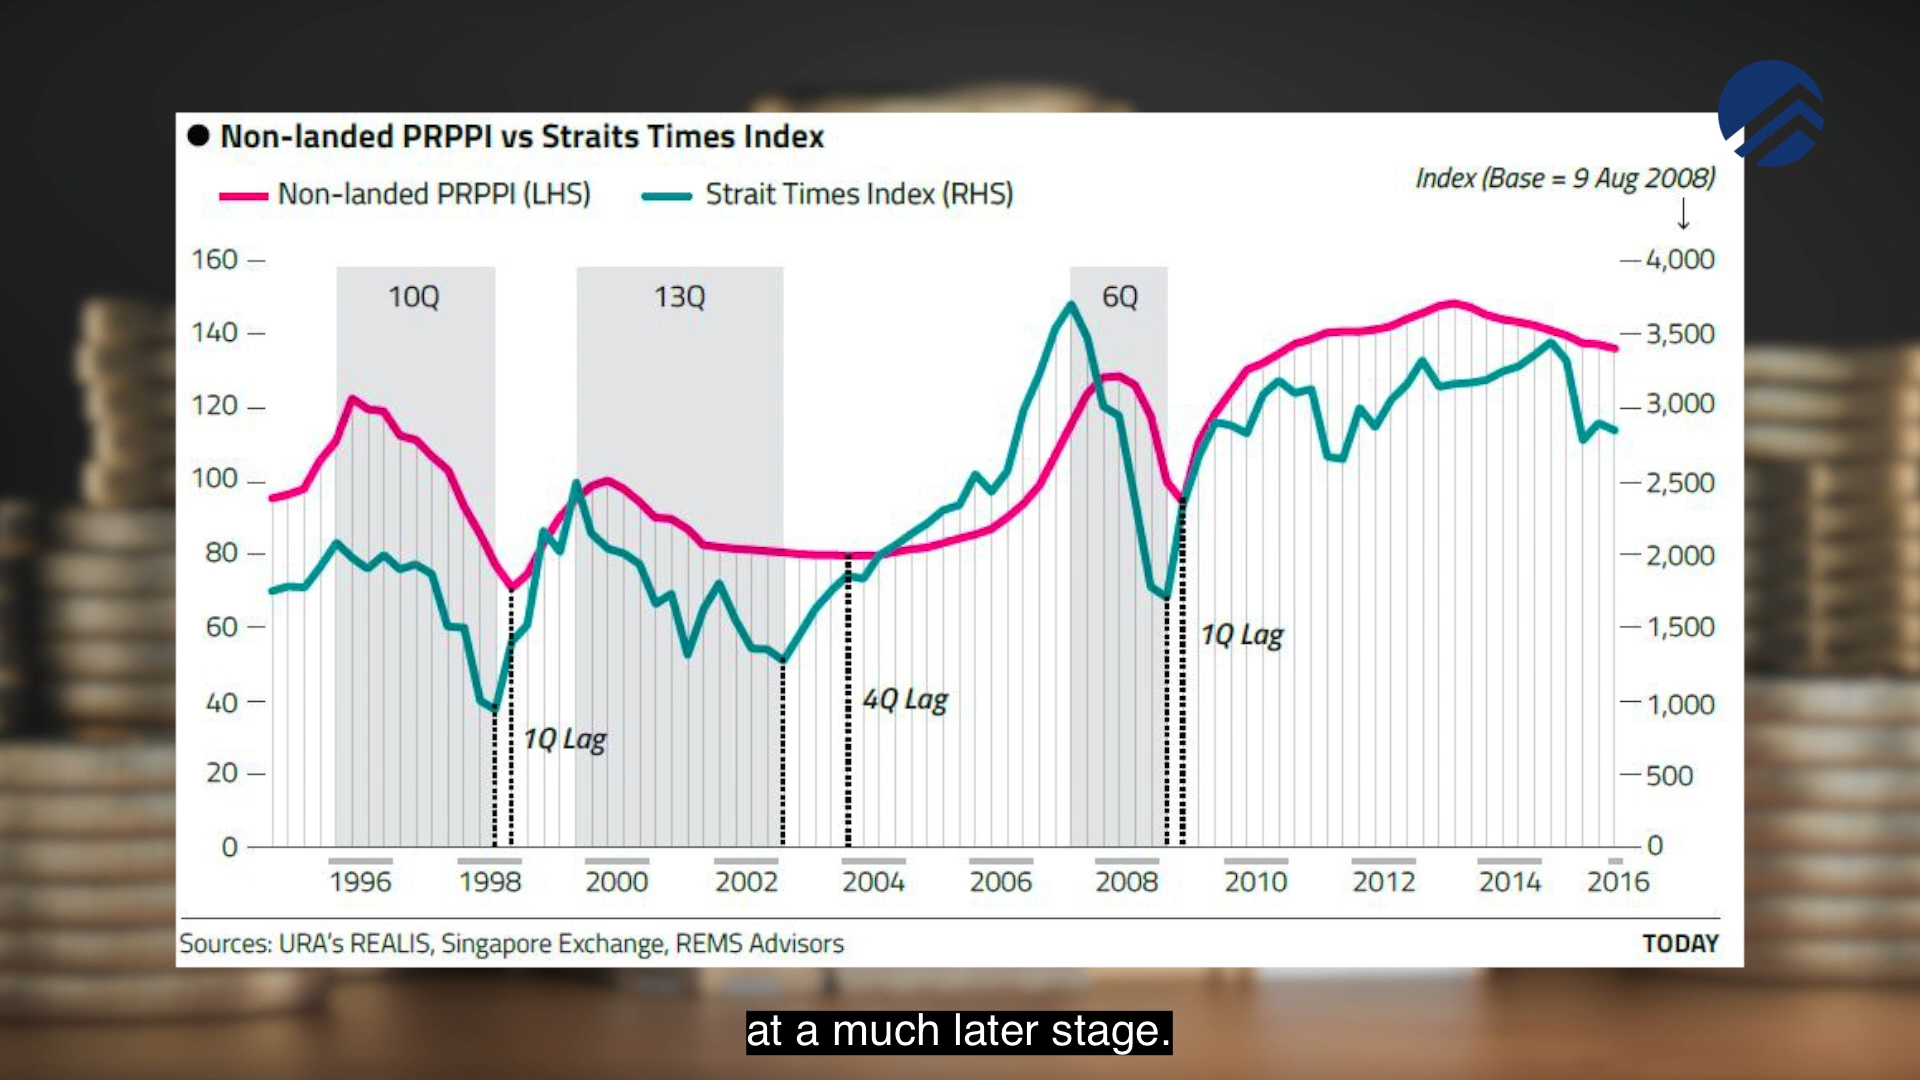 Non-landed PRPPI vs Straits Times Index
Non-landed PRPPI (LHS) Strait Times Index (RHS)
Index (Base = 9 Aug 2008)
160 4,000
10Q 13Q 6Q
140 3,500
120 3,000
100 2,500
80 2,000
60 1,500
1Q Lag
4Q Lag
40 1,000
1Q Lag
20 500
0 0
1996 1998 2000 2002 2004 2006 2008 2010 2012 2014 2016
Sources: URA's REALIS, Singapore Exchange, REMS Advisors TODAY
at a much later stage.